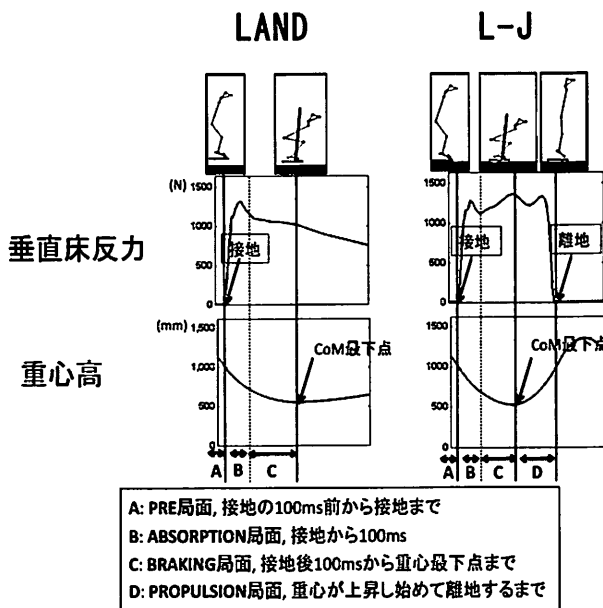 LAND
L-J
(N)
1500
1000
500
0
接地
1500
1000
500
0
接地
離地
垂直床反力
(mm)
1,500
1,000
500
0
CoM最下点
1500
1,000
500
0
CoM最下点
重心高
A B C
A B C D
A: PRE局面, 接地の100ms前から接地まで
B: ABSORPTION局面, 接地から100ms
C: BRAKING局面, 接地後100msから重心最下点まで
D: PROPULSION局面, 重心が上昇し始めて離地するまで